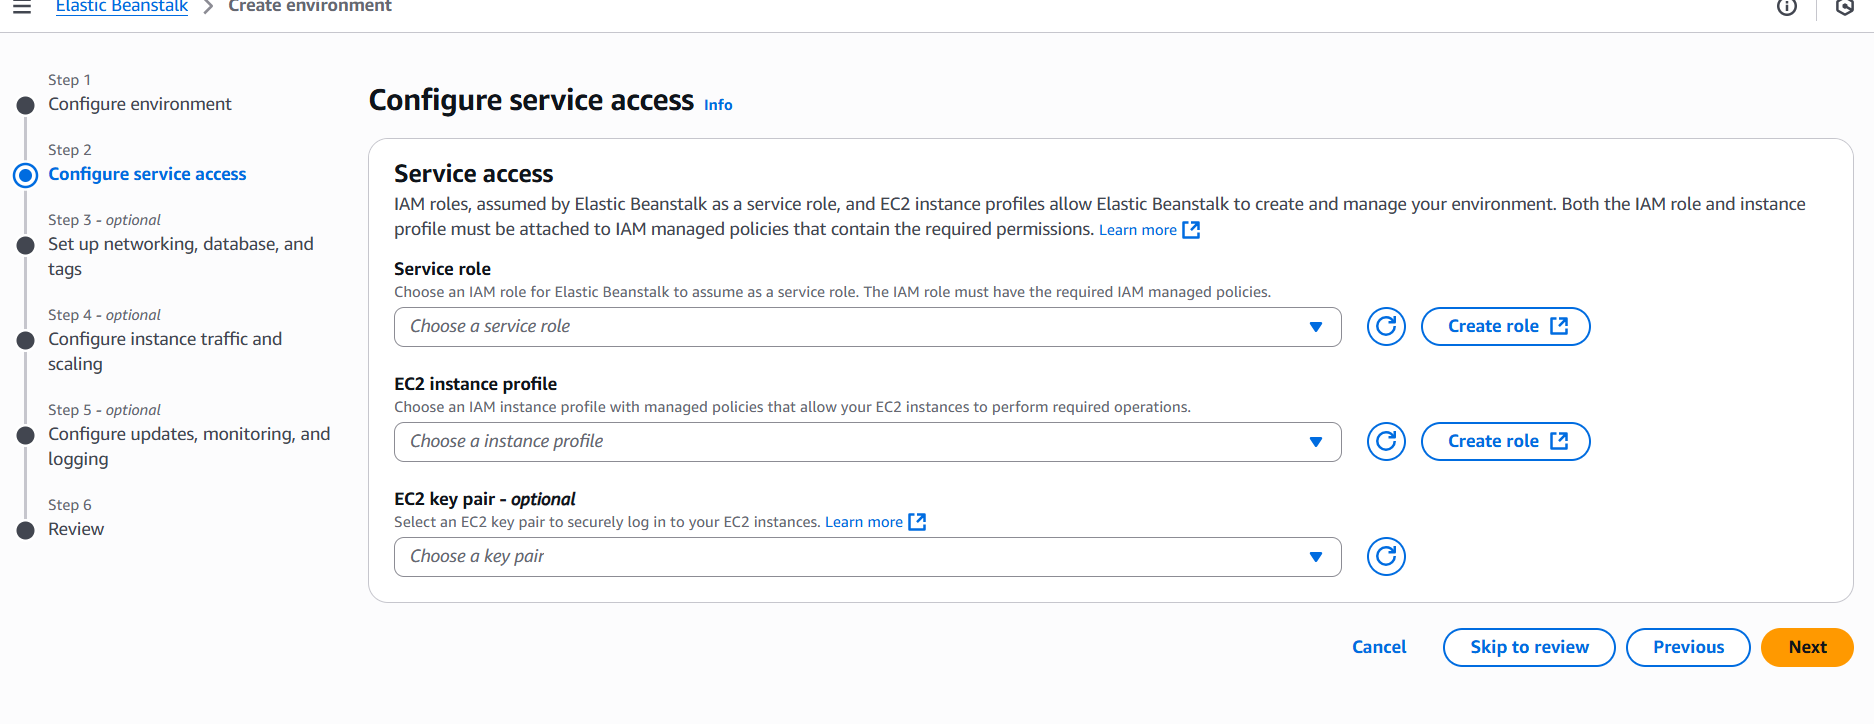 Elastic Beanstalk > Create environment
Step 1
Configure environment
Step 2
Configure service access
Step 3 - optional
Set up networking, database, and
tags
Step 4 - optional
Configure instance traffic and
scaling
Step 5 - optional
Configure updates, monitoring, and
logging
Step 6
Review
Configure service access Info
Service access
IAM roles, assumed by Elastic Beanstalk as a service role, and EC2 instance profiles allow Elastic Beanstalk to create and manage your environment. Both the IAM role and instance
profile must be attached to IAM managed policies that contain the required permissions. Learn more
Service role
Choose an IAM role for Elastic Beanstalk to assume as a service role. The IAM role must have the required IAM managed policies.
Choose a service role
Create role
EC2 instance profile
Choose an IAM instance profile with managed policies that allow your EC2 instances to perform required operations.
Choose a instance profile
Create role
EC2 key pair - optional
Select an EC2 key pair to securely log in to your EC2 instances. Learn more
Choose a key pair
Cancel
Skip to review
Previous
Next